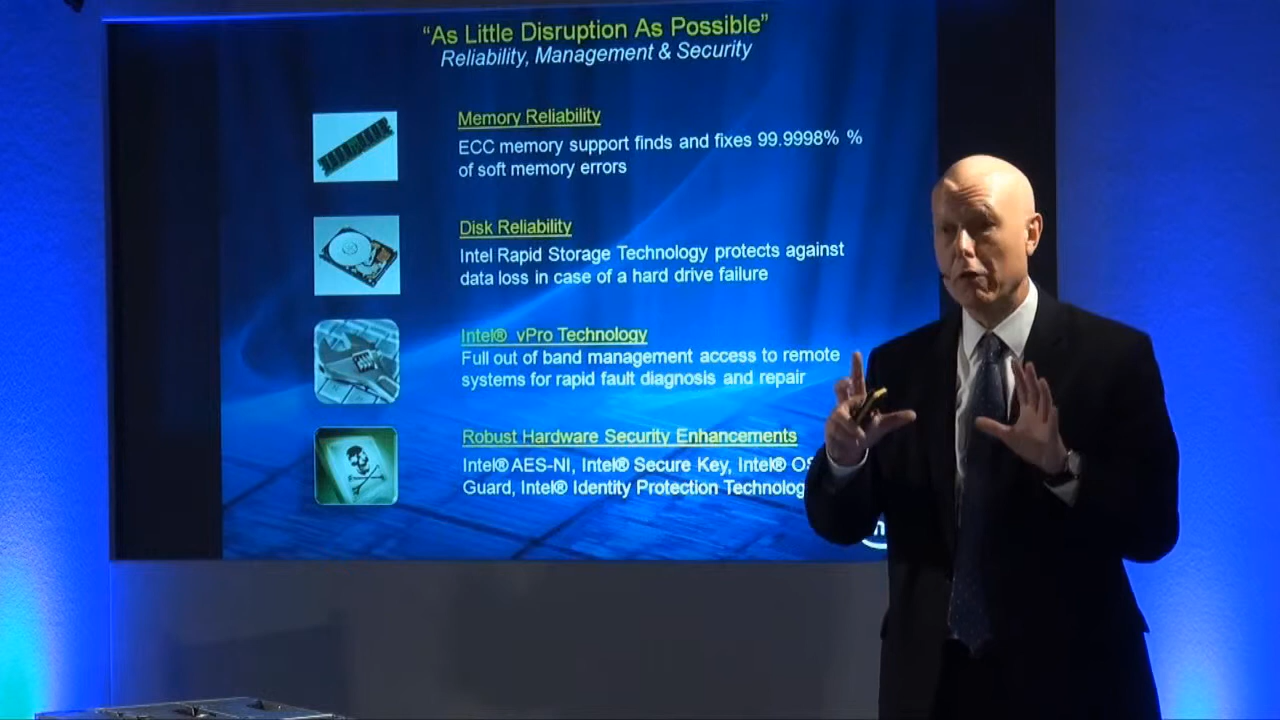 “As Little Disruption As Possible”
Reliability, Management & Security
Memory Reliability
ECC memory support finds and fixes 99.9998% %
of soft memory errors
Disk Reliability
Intel Rapid Storage Technology protects against
data loss in case of a hard drive failure
Intel® vPro Technology
Full out of band management access to remote
systems for rapid fault diagnosis and repair
Robust Hardware Security Enhancements
Intel® AES-NI, Intel® Secure Key, Intel® OS
Guard, Intel® Identity Protection Technolog